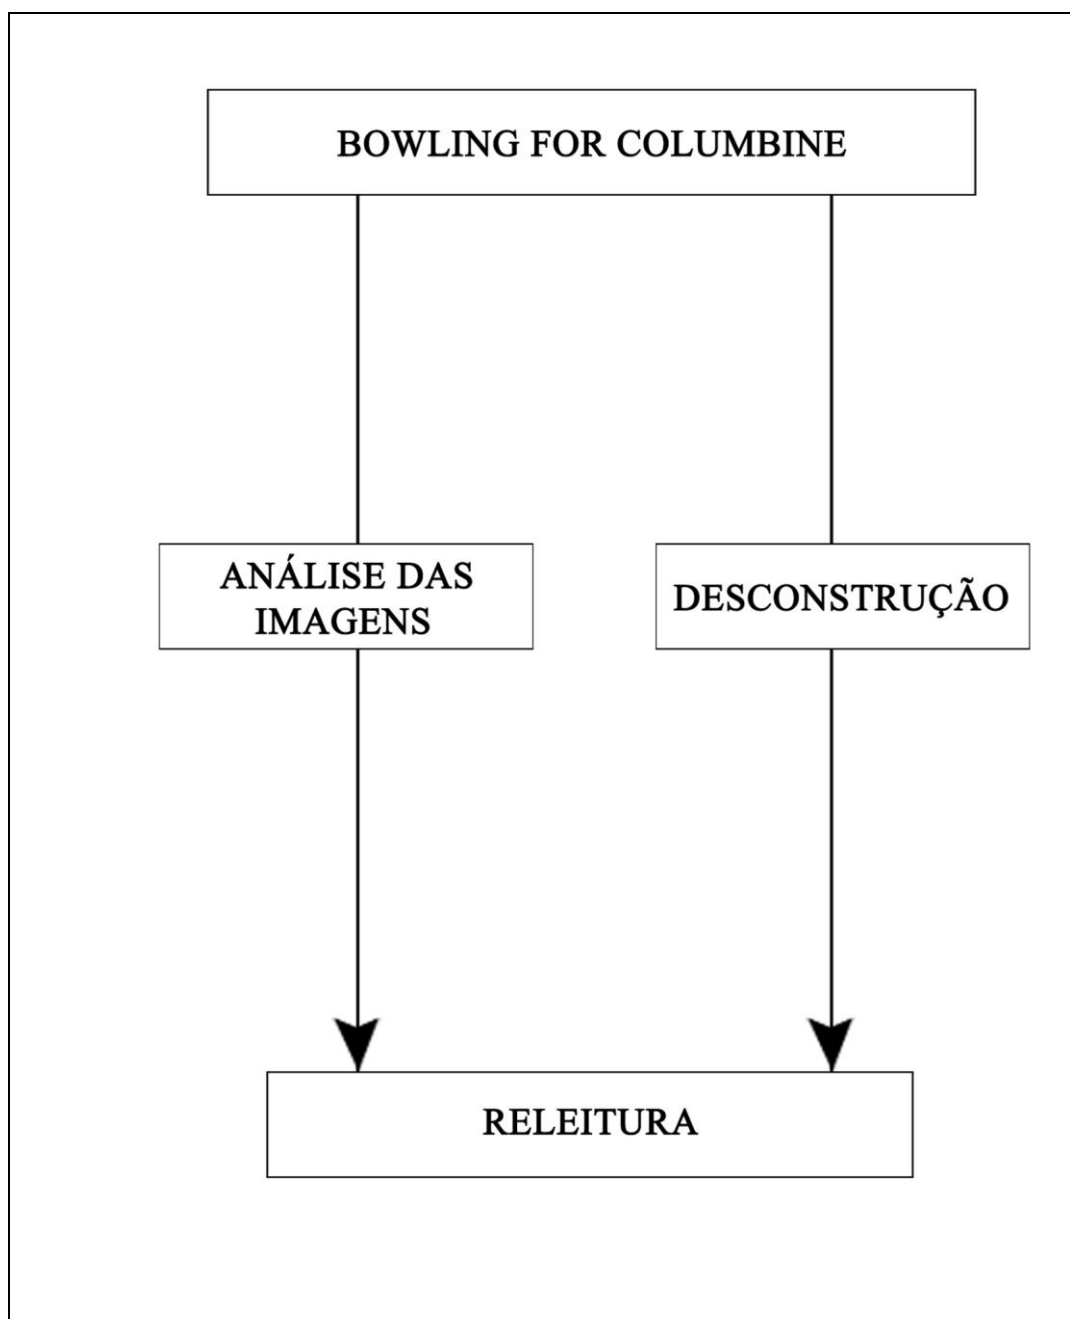 BOWLING FOR COLUMBINE
ANÁLISE DAS
IMAGENS
DESCONSTRUÇÃO
RELEITURA